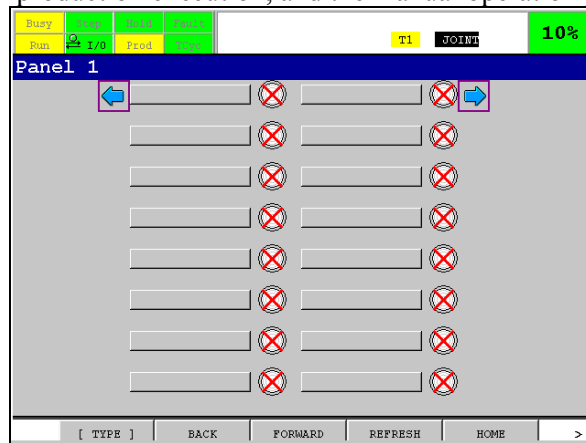 production execution, and the manual operation
Busy Step Hold Fault
Run I/O Prod TCyc
T1 JOINT 10%
Panel 1
[ TYPE ] BACK FORWARD REFRESH HOME >